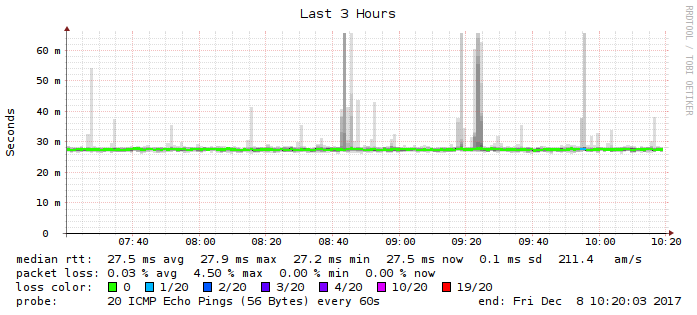 Last 3 Hours
RRDTOOL / TOBI OETIKER
Seconds
60 m
50 m
40 m
30 m
20 m
10 m
0
07:40 08:00 08:20 08:40 09:00 09:20 09:40 10:00 10:20
median rtt: 27.5 ms avg 27.9 ms max 27.2 ms min 27.5 ms now 0.1 ms sd 211.4 am/s
packet loss: 0.03 % avg 4.50 % max 0.00 % min 0.00 % now
loss color: 0 1/20 2/20 3/20 4/20 10/20 19/20
probe: 20 ICMP Echo Pings (56 Bytes) every 60s end: Fri Dec 8 10:20:03 2017